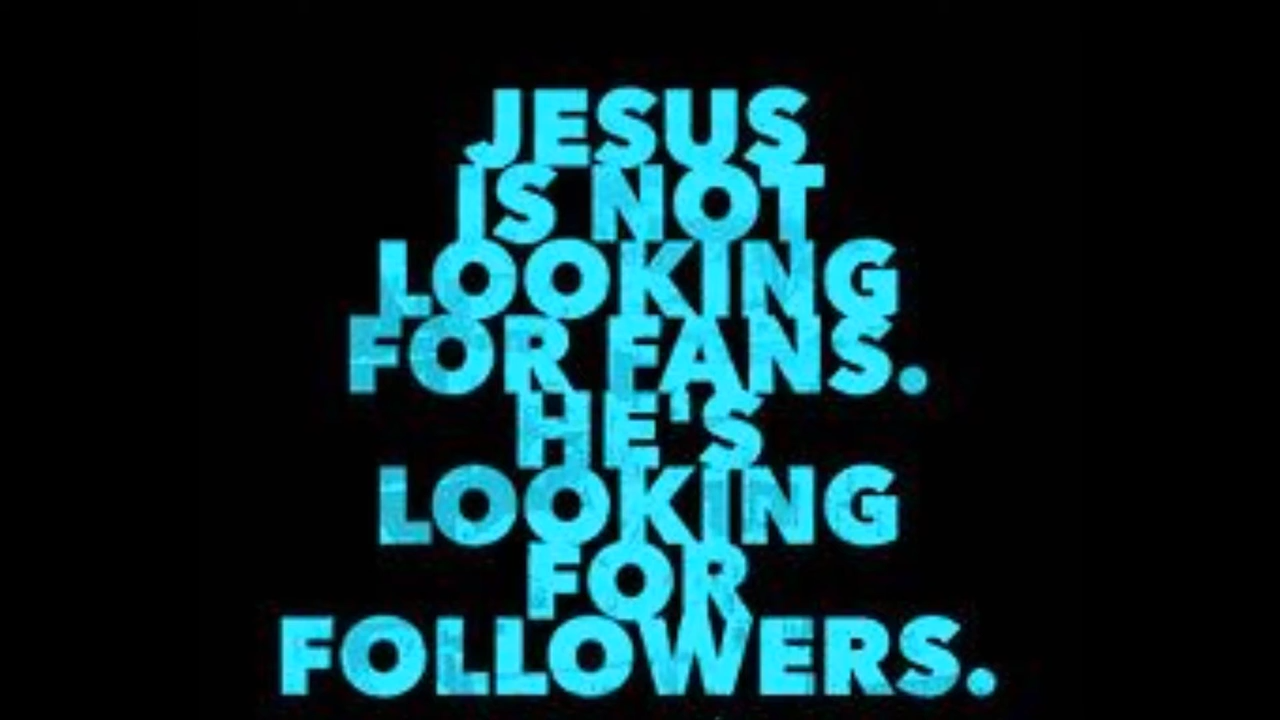 JESUS
IS NOT
LOOKING
FOR FANS.
HE'S
LOOKING
FOR
FOLLOWERS.